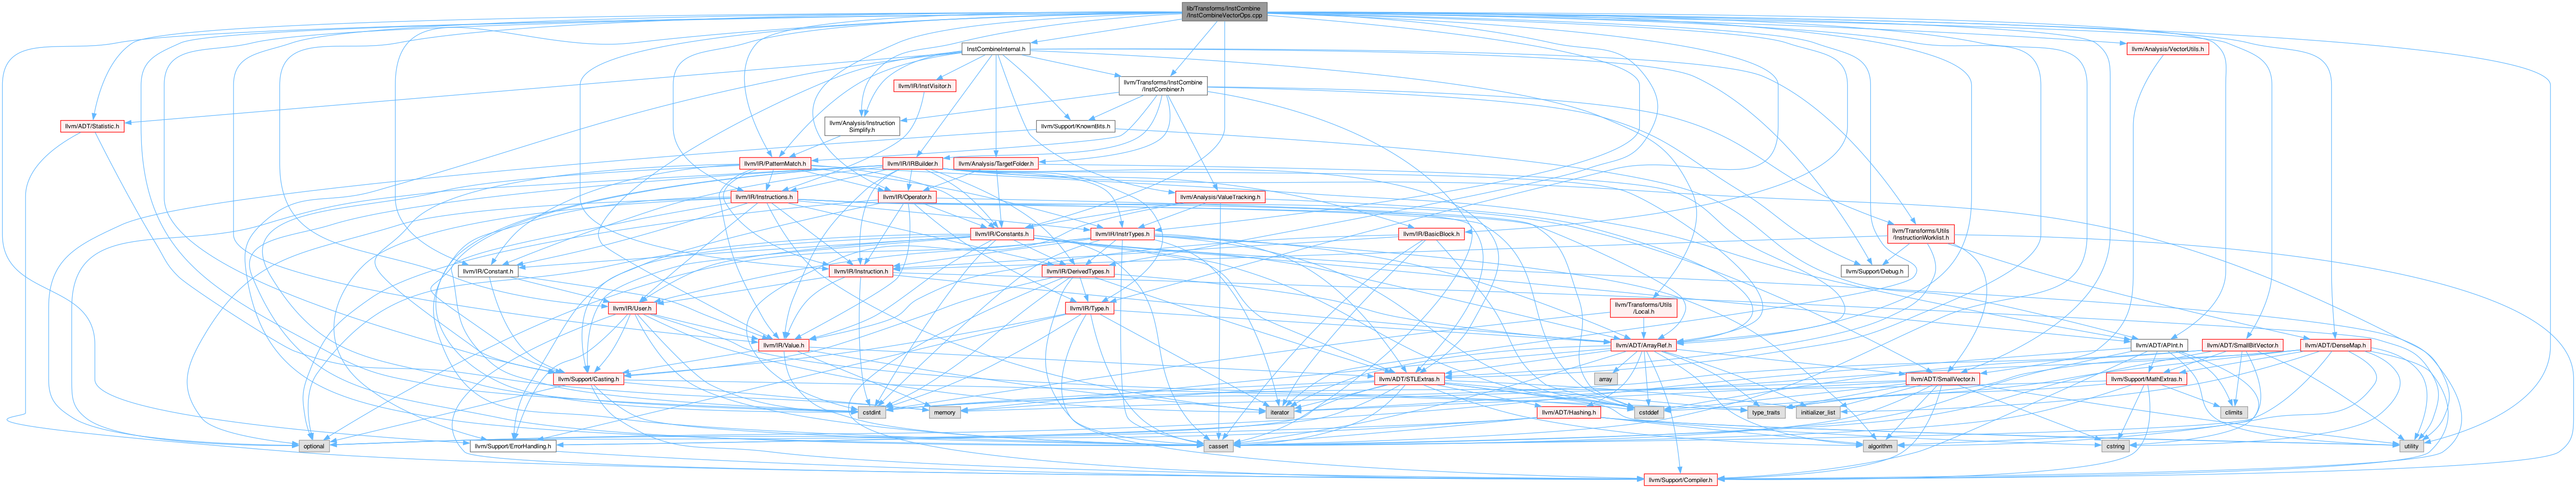 lib/Transforms/InstCombine
/InstCombineVectorOps.cpp
InstCombineInternal.h
llvm/Analysis/VectorUtils.h
llvm/IR/InstVisitor.h
llvm/Transforms/InstCombine
/InstCombiner.h
llvm/ADT/Statistic.h
llvm/Analysis/Instruction
Simplify.h
llvm/Support/KnownBits.h
llvm/IR/PatternMatch.h
llvm/IR/IRBuilder.h
llvm/Analysis/TargetFolder.h
llvm/IR/Instructions.h
llvm/IR/Operator.h
llvm/Analysis/ValueTracking.h
llvm/IR/Constants.h
llvm/IR/InstrTypes.h
llvm/IR/BasicBlock.h
llvm/Transforms/Utils
/InstructionWorklist.h
llvm/IR/Constant.h
llvm/IR/Instruction.h
llvm/IR/DerivedTypes.h
llvm/Support/Debug.h
llvm/IR/User.h
llvm/IR/Type.h
llvm/Transforms/Utils
/Local.h
llvm/IR/Value.h
llvm/ADT/ArrayRef.h
llvm/ADT/APInt.h
llvm/ADT/SmallBitVector.h
llvm/ADT/DenseMap.h
llvm/Support/Casting.h
llvm/ADT/STLExtras.h
array
llvm/ADT/SmallVector.h
llvm/Support/MathExtras.h
cstdint
memory
iterator
llvm/ADT/Hashing.h
cstddef
type_traits
initializer_list
climits
optional
llvm/Support/ErrorHandling.h
cassert
algorithm
cstring
utility
llvm/Support/Compiler.h